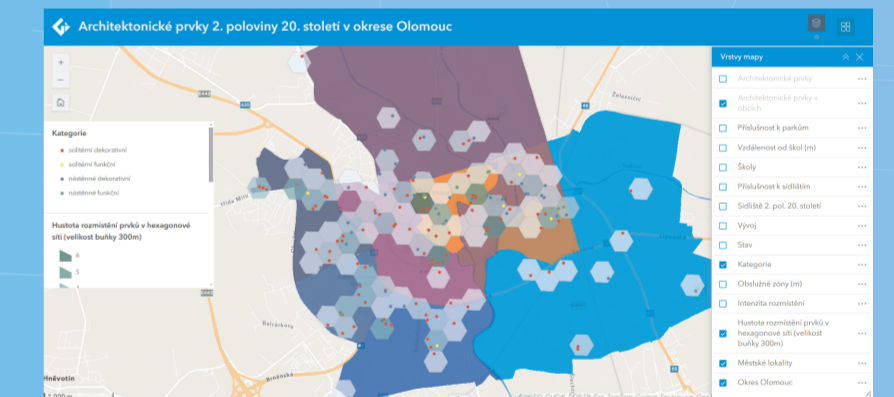 Architektonické prvky 2. poloviny 20. století v okrese Olomouc
Vrstvy mapy
Architektonické prvky
Architektonické prvky v
obcích
Příslušnost k parkům
Vzdálenost od škol (m)
Školy
Příslušnost k sídlištím
Sídliště 2. pol. 20. století
Vývoj
Stav
Kategorie
Obslužné zóny (m)
Intenzita rozmístění
Hustota rozmístění prvků v
hexagonové síti (velikost
buňky 300m)
Městské lokality
Okres Olomouc
Kategorie
solitérní dekorativní
solitérní funkční
nástěnné dekorativní
nástěnné funkční
Hustota rozmístění prvků v hexagonové
síti (velikost buňky 300m)
6
5
Železniční
Balcárkova
Brněnská
Hněvotín